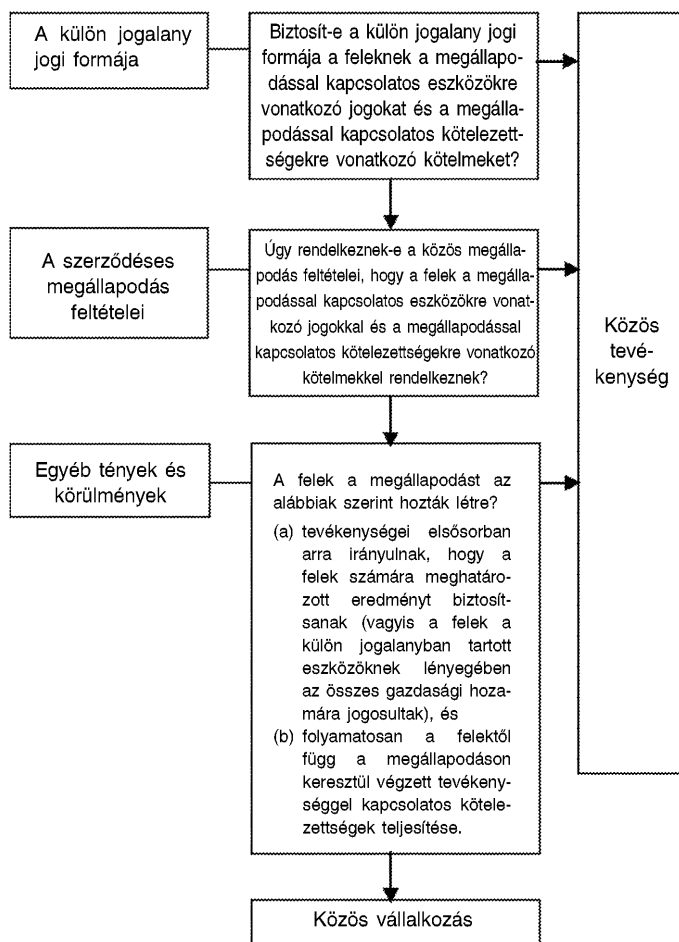 A külön jogalany
jogi formája
Biztosít-e a külön jogalany jogi
formája a feleknek a megállapo-
dással kapcsolatos eszközökre
vonatkozó jogokat és a megálla-
podással kapcsolatos kötelezett-
ségekre vonatkozó kötelmeket?
A szerződéses
megállapodás
feltételei
Úgy rendelkeznek-e a közös megálla-
podás feltételei, hogy a felek a megálla-
podással kapcsolatos eszközökre vonat-
kozó jogokkal és a megállapodással
kapcsolatos kötelezettségekre vonatkozó
kötelmekkel rendelkeznek?
Közös
tevé-
kenység
Egyéb tények és
körülmények
A felek a megállapodást az
alábbiak szerint hozták létre?
(a) tevékenységei elsősorban
arra irányulnak, hogy a
felek számára meghatáro-
zott eredményt biztosít-
sanak (vagyis a felek a
külön jogalanyban tartott
eszközöknek lényegében
az összes gazdasági hoza-
mára jogosultak), és
(b) folyamatosan a felektől
függ a megállapodáson
keresztül végzett tevékeny-
séggel kapcsolatos kötele-
zettségek teljesítése.
Közös vállalkozás